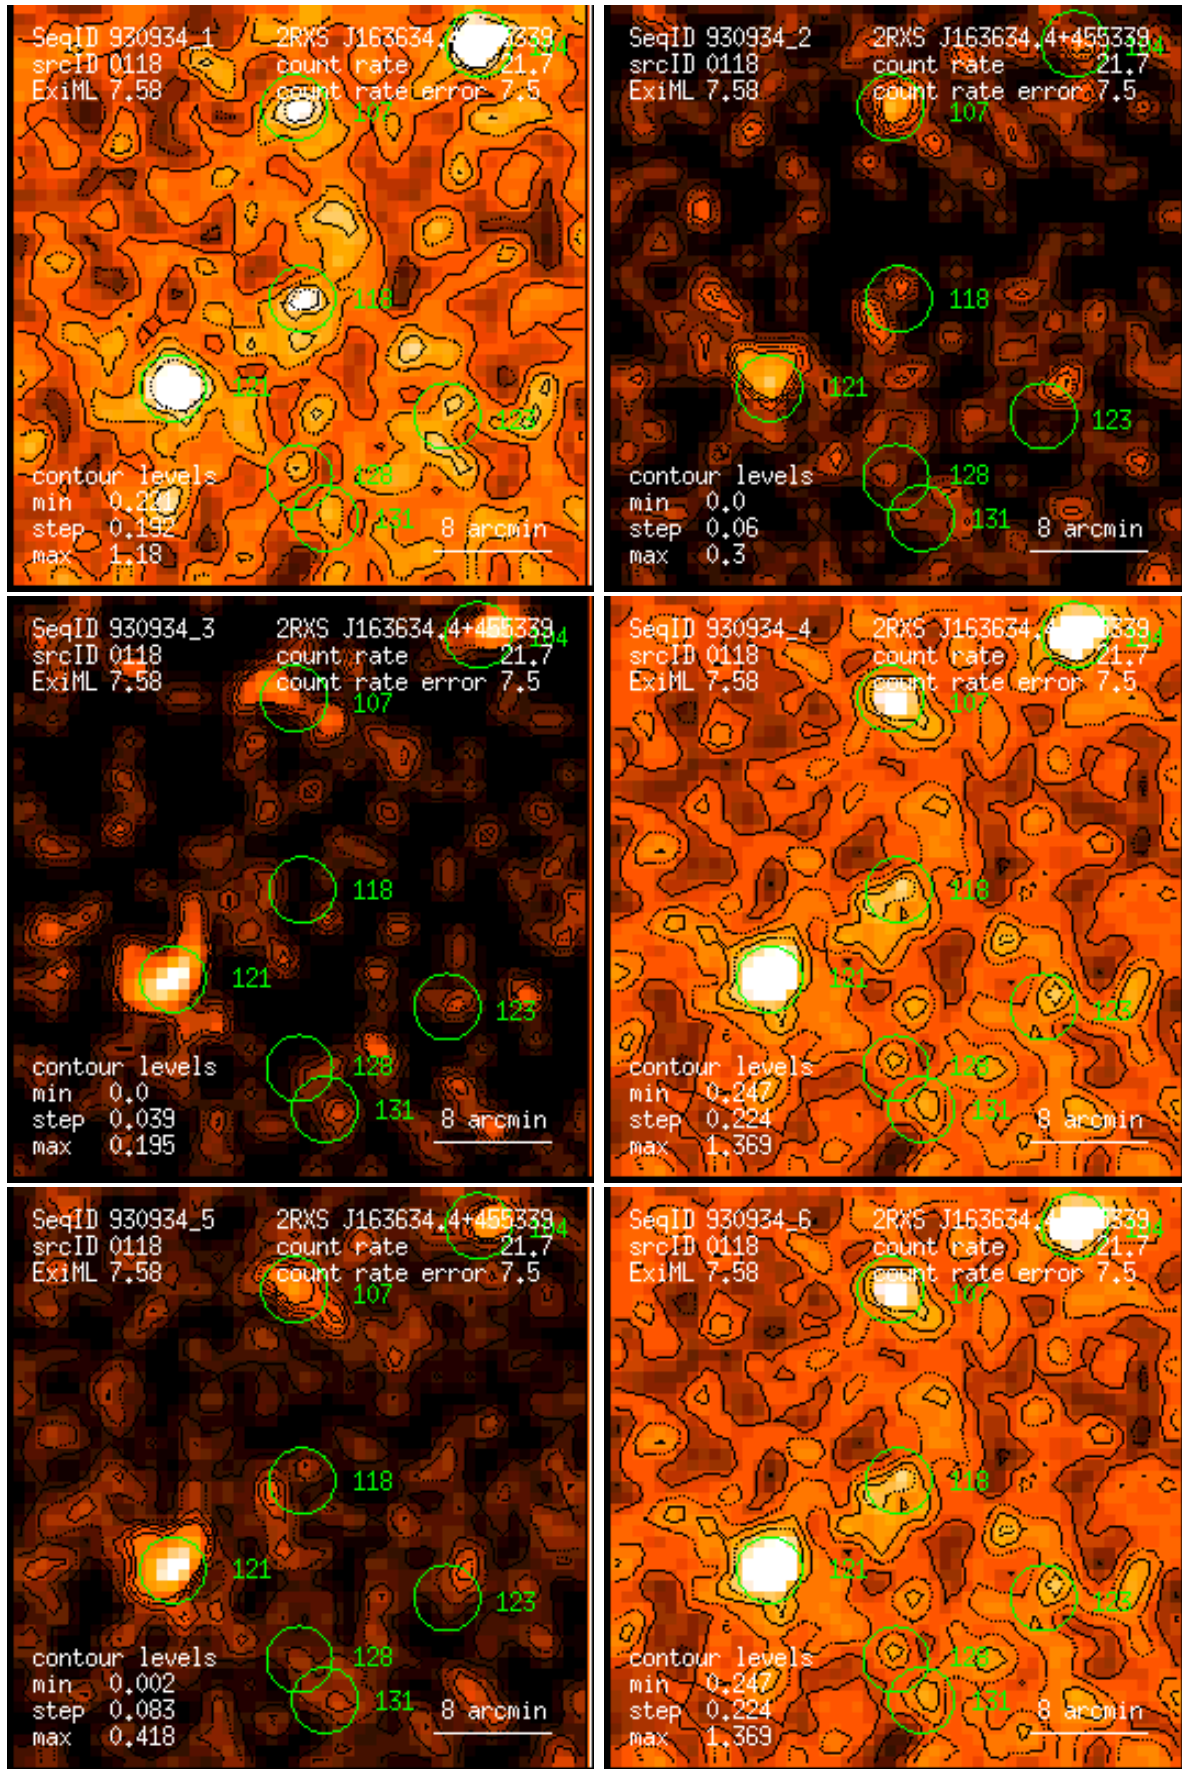 SeqID 930934_1 2RXS J163634.4+455339
srcID 0118 count rate 21.7
ExiML 7.58 count rate error 7.5
107
118
121
123
128
131
contour levels
min
step 0.192
max 1.18
8 arcmin
SeqID 930934_2 2RXS J163634.4+455339
srcID 0118 count rate 21.7
ExiML 7.58 count rate error 7.5
107
118
121
123
128
131
contour levels
min 0.0
step 0.06
max 0.3
8 arcmin
SeqID 930934_3 2RXS J163634.4+455339
srcID 0118 count rate 21.7
ExiML 7.58 count rate error 7.5
107
118
121
123
128
131
contour levels
min 0.0
step 0.039
max 0.195
8 arcmin
SeqID 930934_4 2RXS J163634.4+455339
srcID 0118 count rate 21.7
ExiML 7.58 count rate error 7.5
107
118
121
123
128
131
contour levels
min 0.247
step 0.224
max 1.369
8 arcmin
SeqID 930934_5 2RXS J163634.4+455339
srcID 0118 count rate 21.7
ExiML 7.58 count rate error 7.5
107
118
121
123
128
131
contour levels
min 0.002
step 0.083
max 0.418
8 arcmin
SeqID 930934_6 2RXS J163634.4+455339
srcID 0118 count rate 21.7
ExiML 7.58 count rate error 7.5
107
118
121
123
128
131
contour levels
min 0.247
step 0.224
max 1.369
8 arcmin